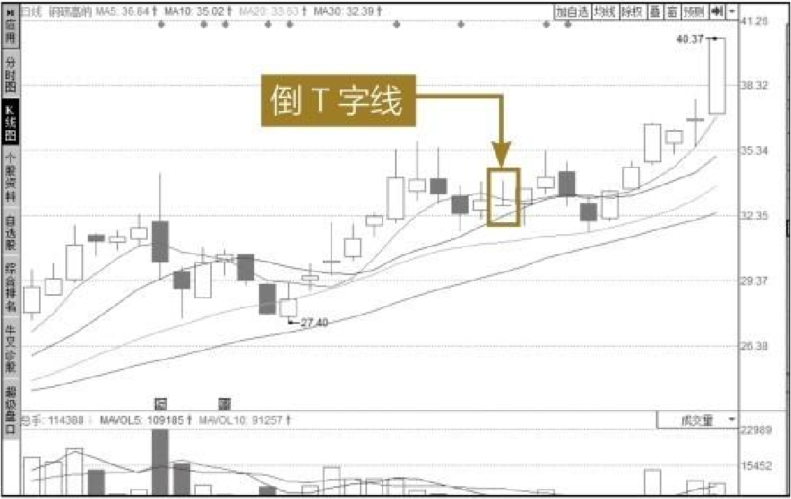 日线 钢研高纳 MA5: 36.84↑ MA10: 35.02↑ MA20: 33.53↑ MA30: 32.39↑
加自选 均线 除权 叠 窗 预测
应用
分时图
K线图
个股资料
自选股
综合排名
牛叉诊股
超级盘口
41.26
40.37
38.32
倒T字线
35.34
32.35
29.37
27.40
26.38
总手: 114388↓ MAVOL5: 109185↑ MAVOL10: 91257↑
成交量
22989
15452